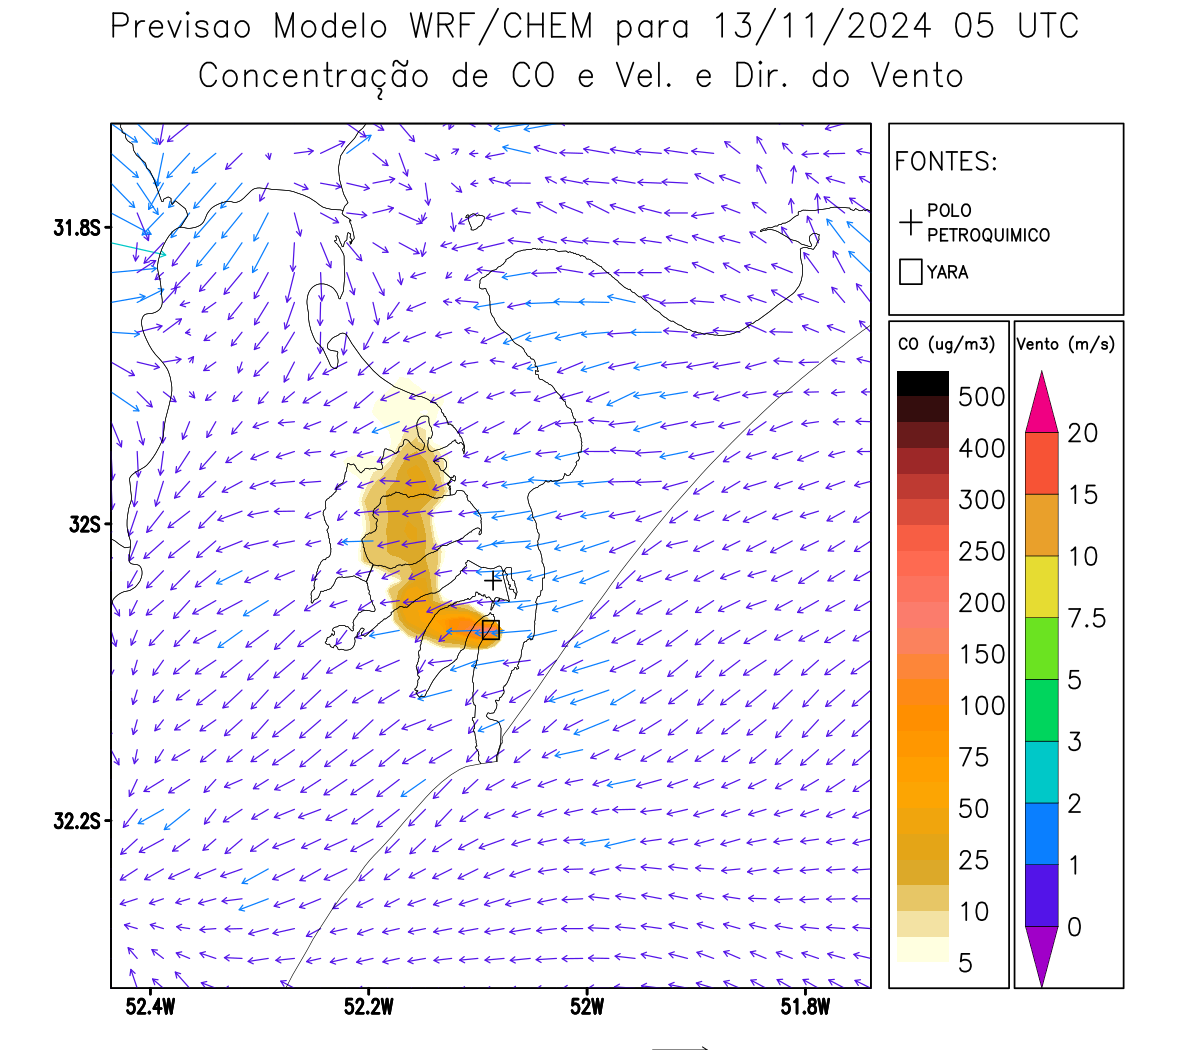 Previsao Modelo WRF/CHEM para 13/11/2024 05 UTC
Concentração de CO e Vel. e Dir. do Vento
FONTES:
POLO
PETROQUIMICO
YARA
CO (ug/m3)
500
400
300
250
200
150
100
75
50
25
10
5
Vento (m/s)
20
15
10
7.5
5
3
2
1
0
31.8S
32S
32.2S
52.4W
52.2W
52W
51.8W